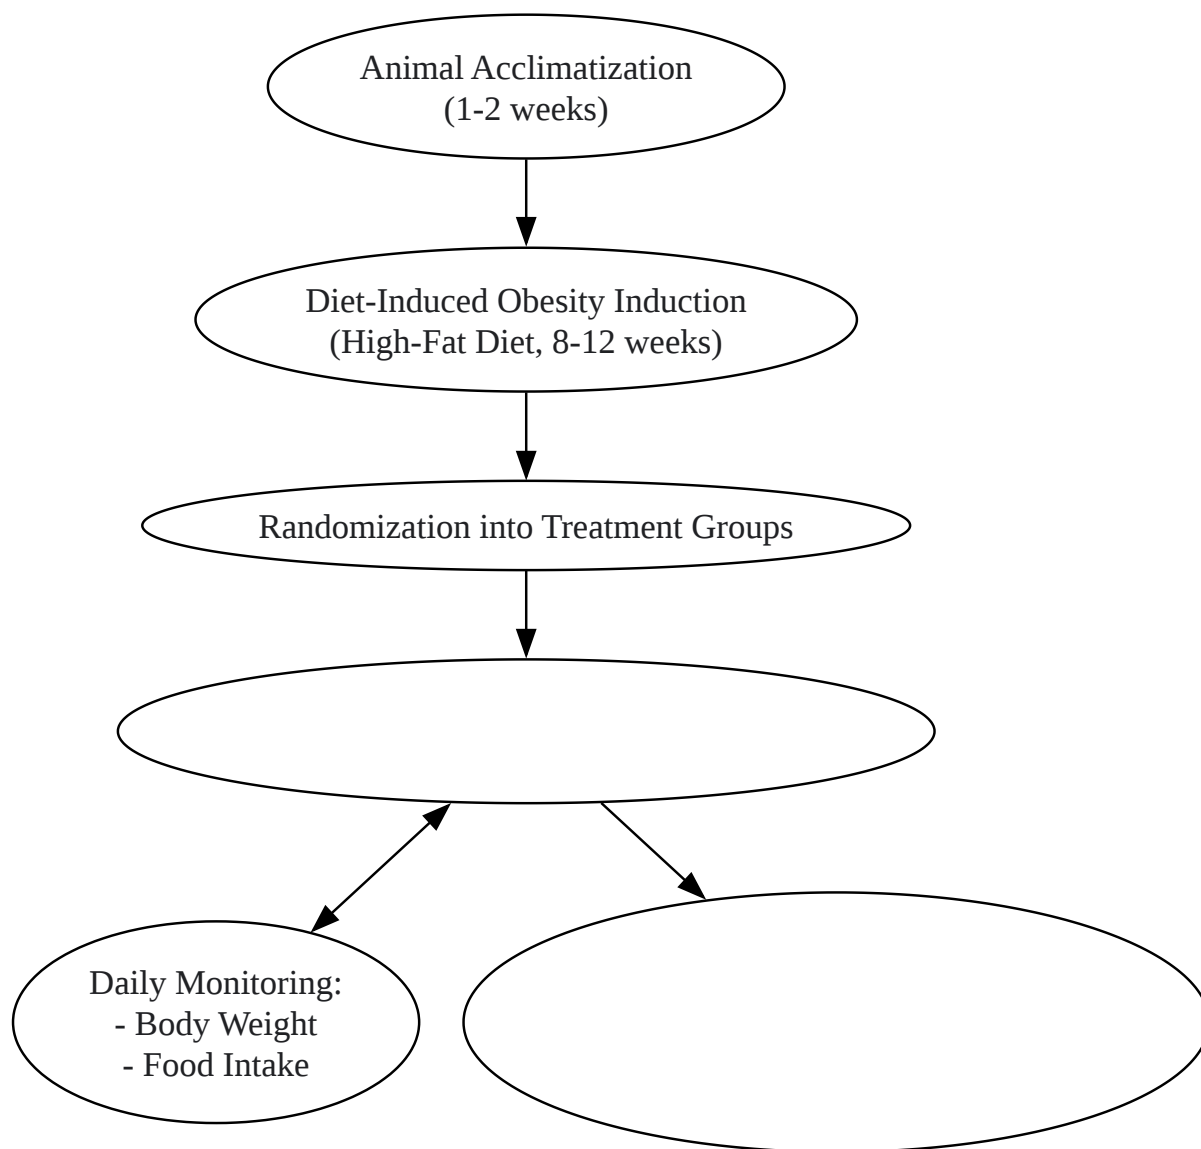 Animal Acclimatization
(1-2 weeks)
Diet-Induced Obesity Induction
(High-Fat Diet, 8-12 weeks)
Randomization into Treatment Groups
Daily Monitoring:
- Body Weight
- Food Intake